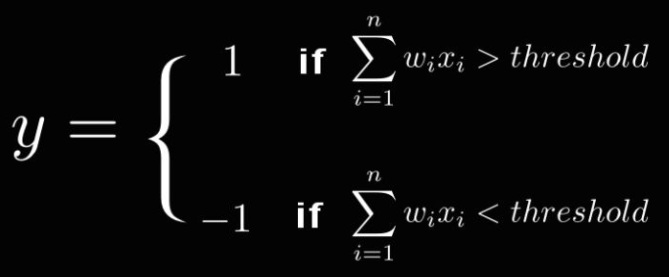 y = { 1 if ∑_{i=1}^{n} w_i x_i > threshold
-1 if ∑_{i=1}^{n} w_i x_i < threshold